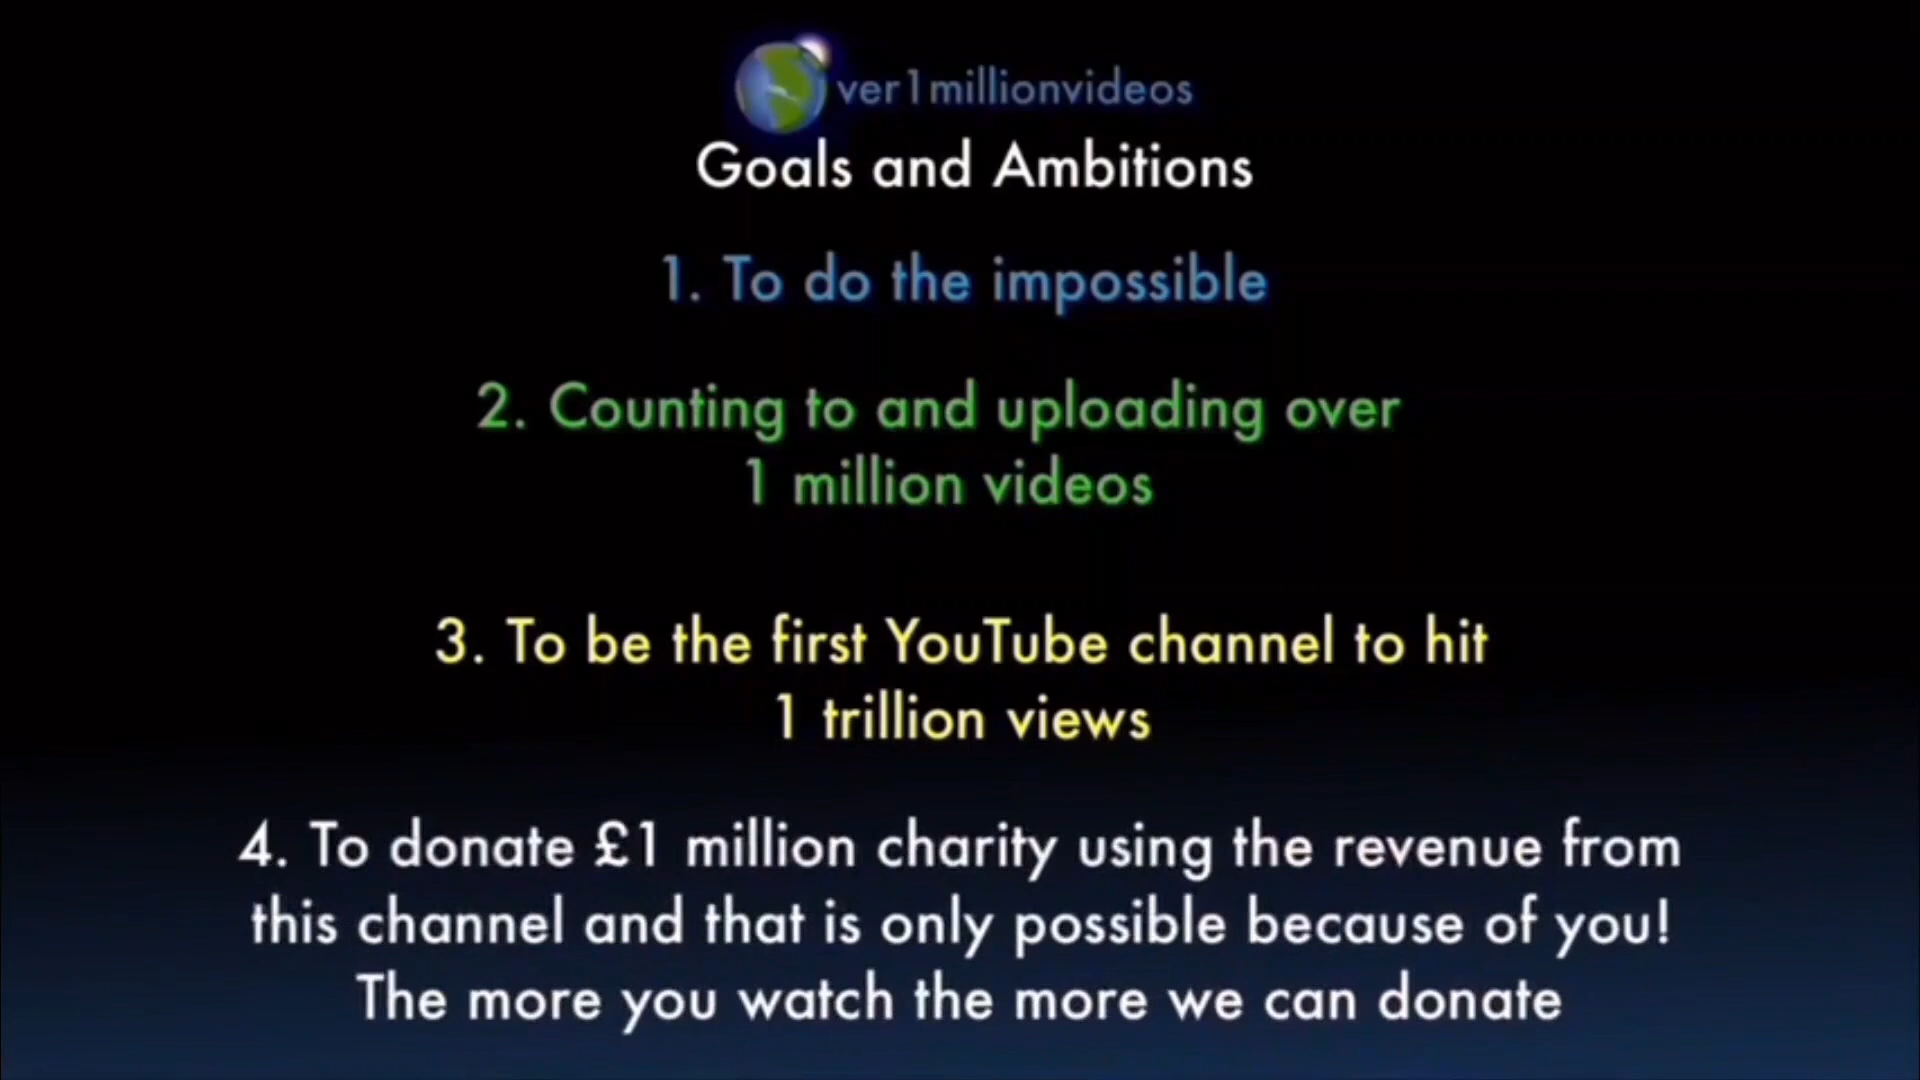 ver1millionvideos
Goals and Ambitions
1. To do the impossible
2. Counting to and uploading over
1 million videos
3. To be the first YouTube channel to hit
1 trillion views
4. To donate £1 million charity using the revenue from
this channel and that is only possible because of you!
The more you watch the more we can donate